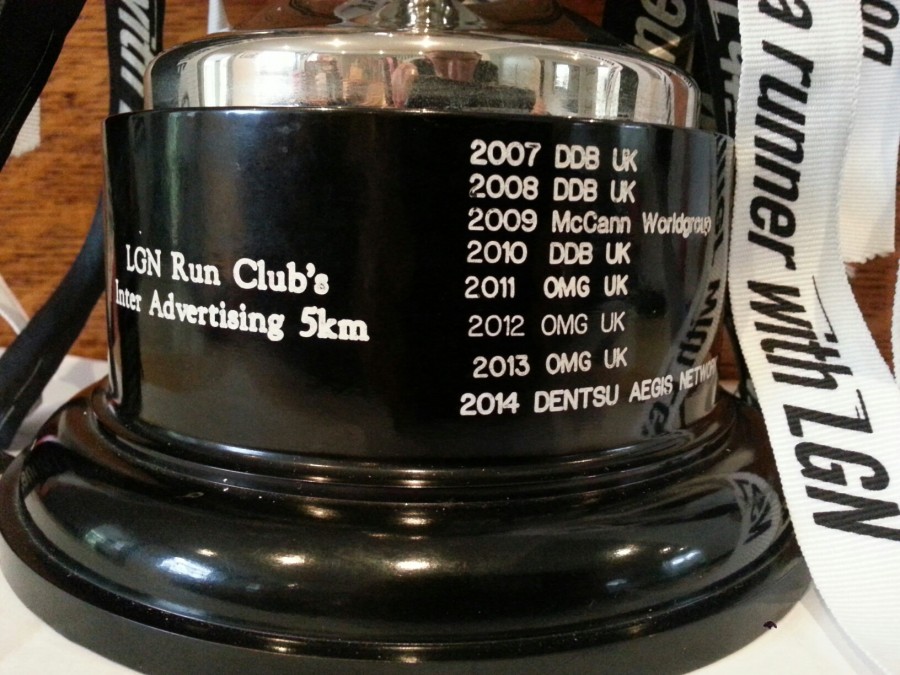 LGN Run Club's
Inter Advertising 5km
2007 DDB UK
2008 DDB UK
2009 McCann Worldgroup
2010 DDB UK
2011 OMG UK
2012 OMG UK
2013 OMG UK
2014 DENTSU AEGIS NETWORK
a runner with LGN